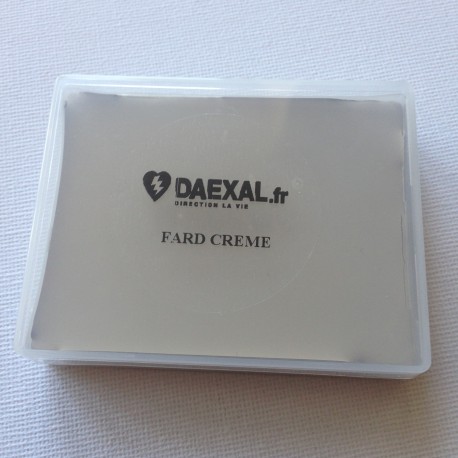 DAEXAL.fr
DIRECTION LA VIE
FARD CREME